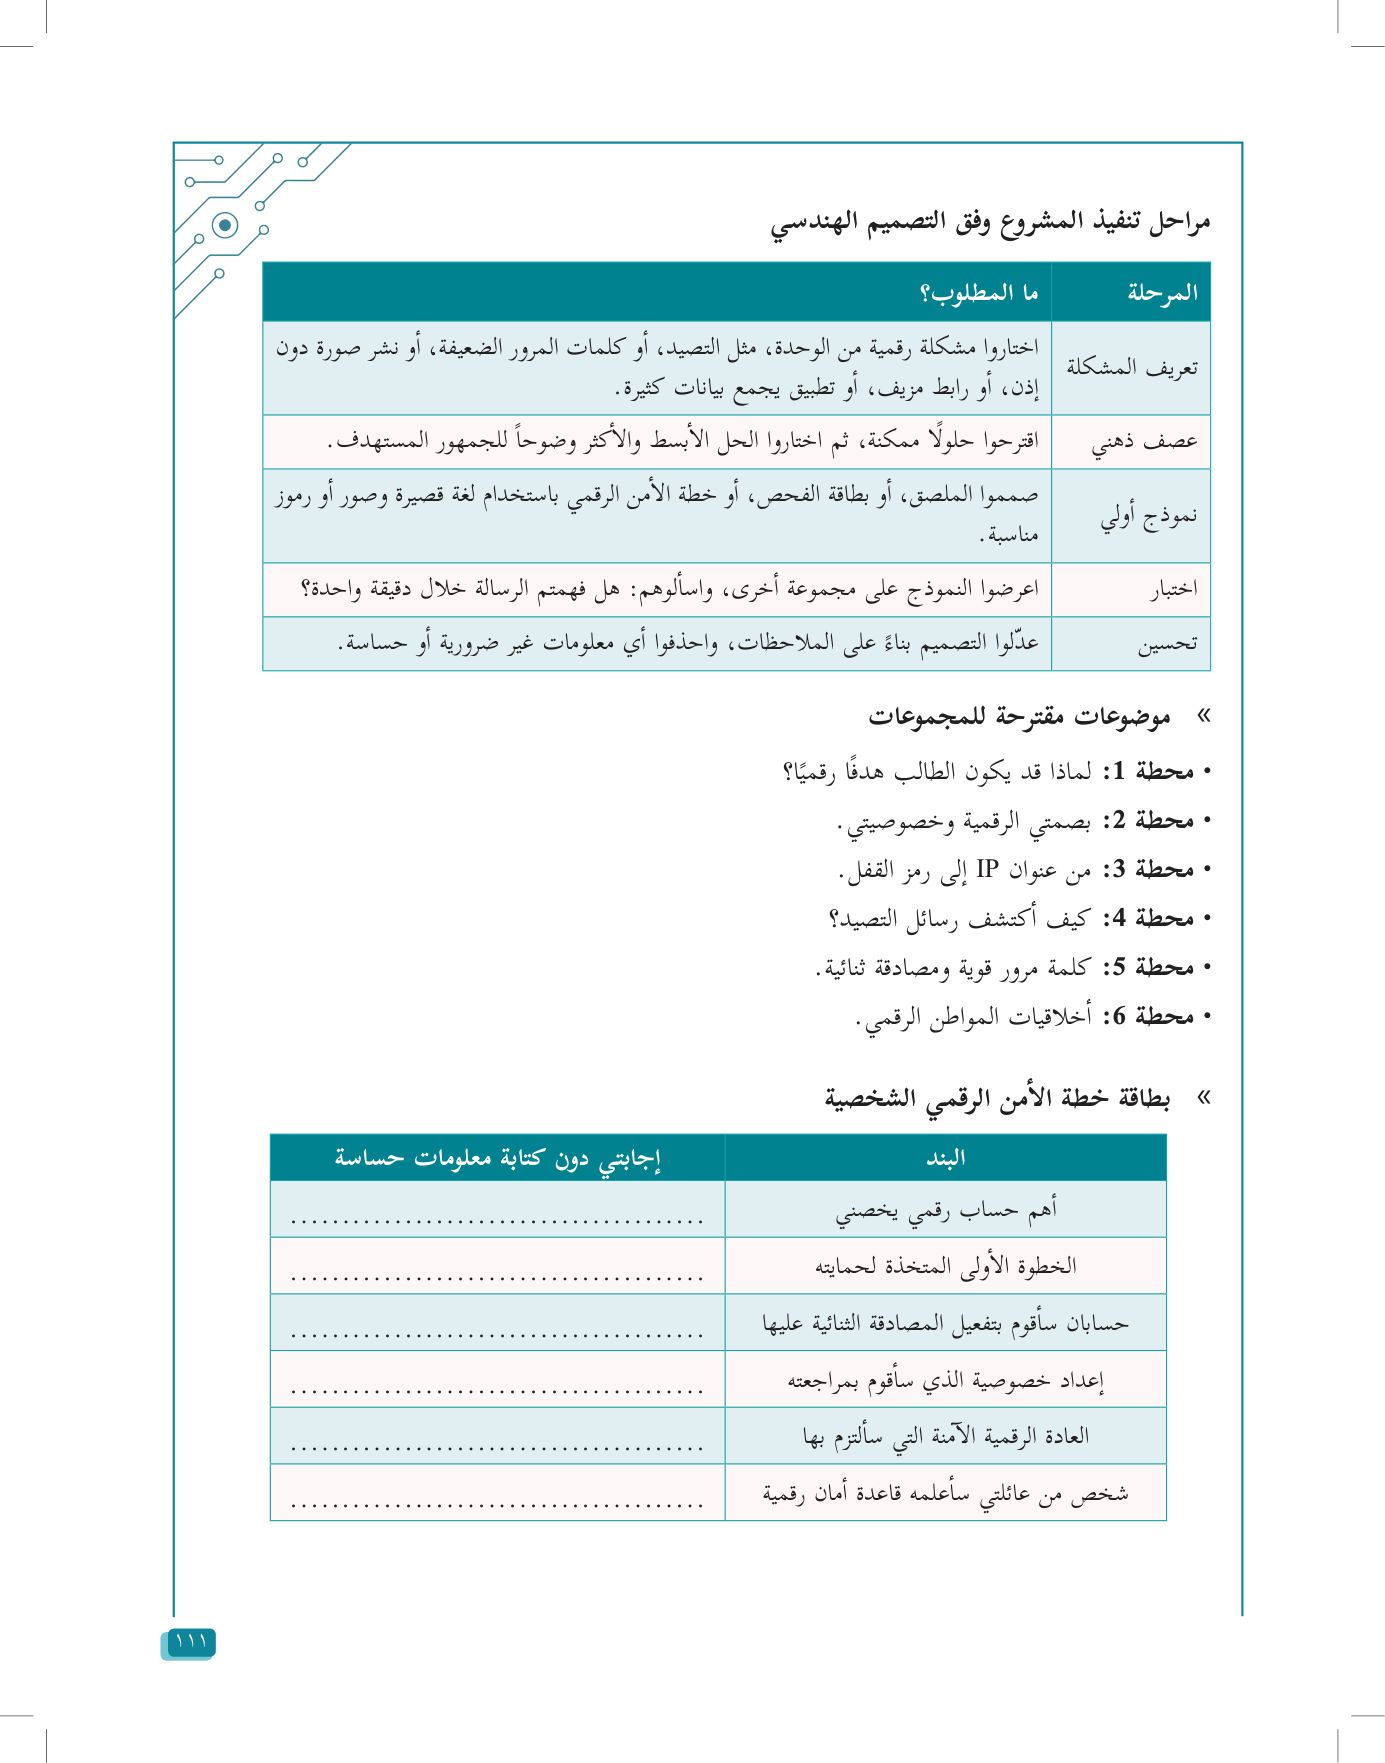 مراحل تنفيذ المشروع وفق التصميم الهندسي
المرحلة ما المطلوب؟
تعريف المشكلة اختاروا مشكلة رقمية من الوحدة، مثل التصيد، أو كلمات المرور الضعيفة، أو نشر صورة دون
إذن، أو رابط مزيف، أو تطبيق يجمع بيانات كثيرة.
عصف ذهني اقترحوا حلولًا ممكنة، ثم اختاروا الحل الأبسط والأكثر وضوحاً للجمهور المستهدف.
نموذج أولي صمموا الملصق، أو بطاقة الفحص، أو خطة الأمن الرقمي باستخدام لغة قصيرة وصور أو رموز
مناسبة.
اختبار اعرضوا النموذج على مجموعة أخرى، واسألوهم: هل فهمتم الرسالة خلال دقيقة واحدة؟
تحسين عدّلوا التصميم بناءً على الملاحظات، واحذفوا أي معلومات غير ضرورية أو حساسة.
» موضوعات مقترحة للمجموعات
• محطة 1: لماذا قد يكون الطالب هدفًا رقميًا؟
• محطة 2: بصمتي الرقمية وخصوصيتي.
• محطة 3: من عنوان IP إلى رمز القفل.
• محطة 4: كيف أكتشف رسائل التصيد؟
• محطة 5: كلمة مرور قوية ومصادقة ثنائية.
• محطة 6: أخلاقيات المواطن الرقمي.
» بطاقة خطة الأمن الرقمي الشخصية
البند إجابتي دون كتابة معلومات حساسة
أهم حساب رقمي يخصني ........................................
الخطوة الأولى المتخذة لحمايته ........................................
حسابان سأقوم بتفعيل المصادقة الثنائية عليها ........................................
إعداد خصوصية الذي سأقوم بمراجعته ........................................
العادة الرقمية الآمنة التي سألتزم بها ........................................
شخص من عائلتي سأعلمه قاعدة أمان رقمية ........................................
١١١